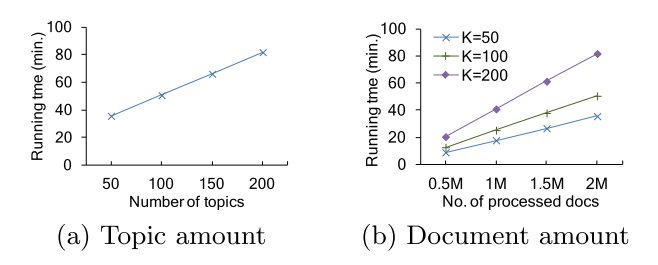 Running tme (min.)
100
80
60
40
20
0
50 100 150 200
Number of topics
(a) Topic amount
Running tme (min.)
100
80
60
40
20
0
K=50
K=100
K=200
0.5M 1M 1.5M 2M
No. of processed docs
(b) Document amount